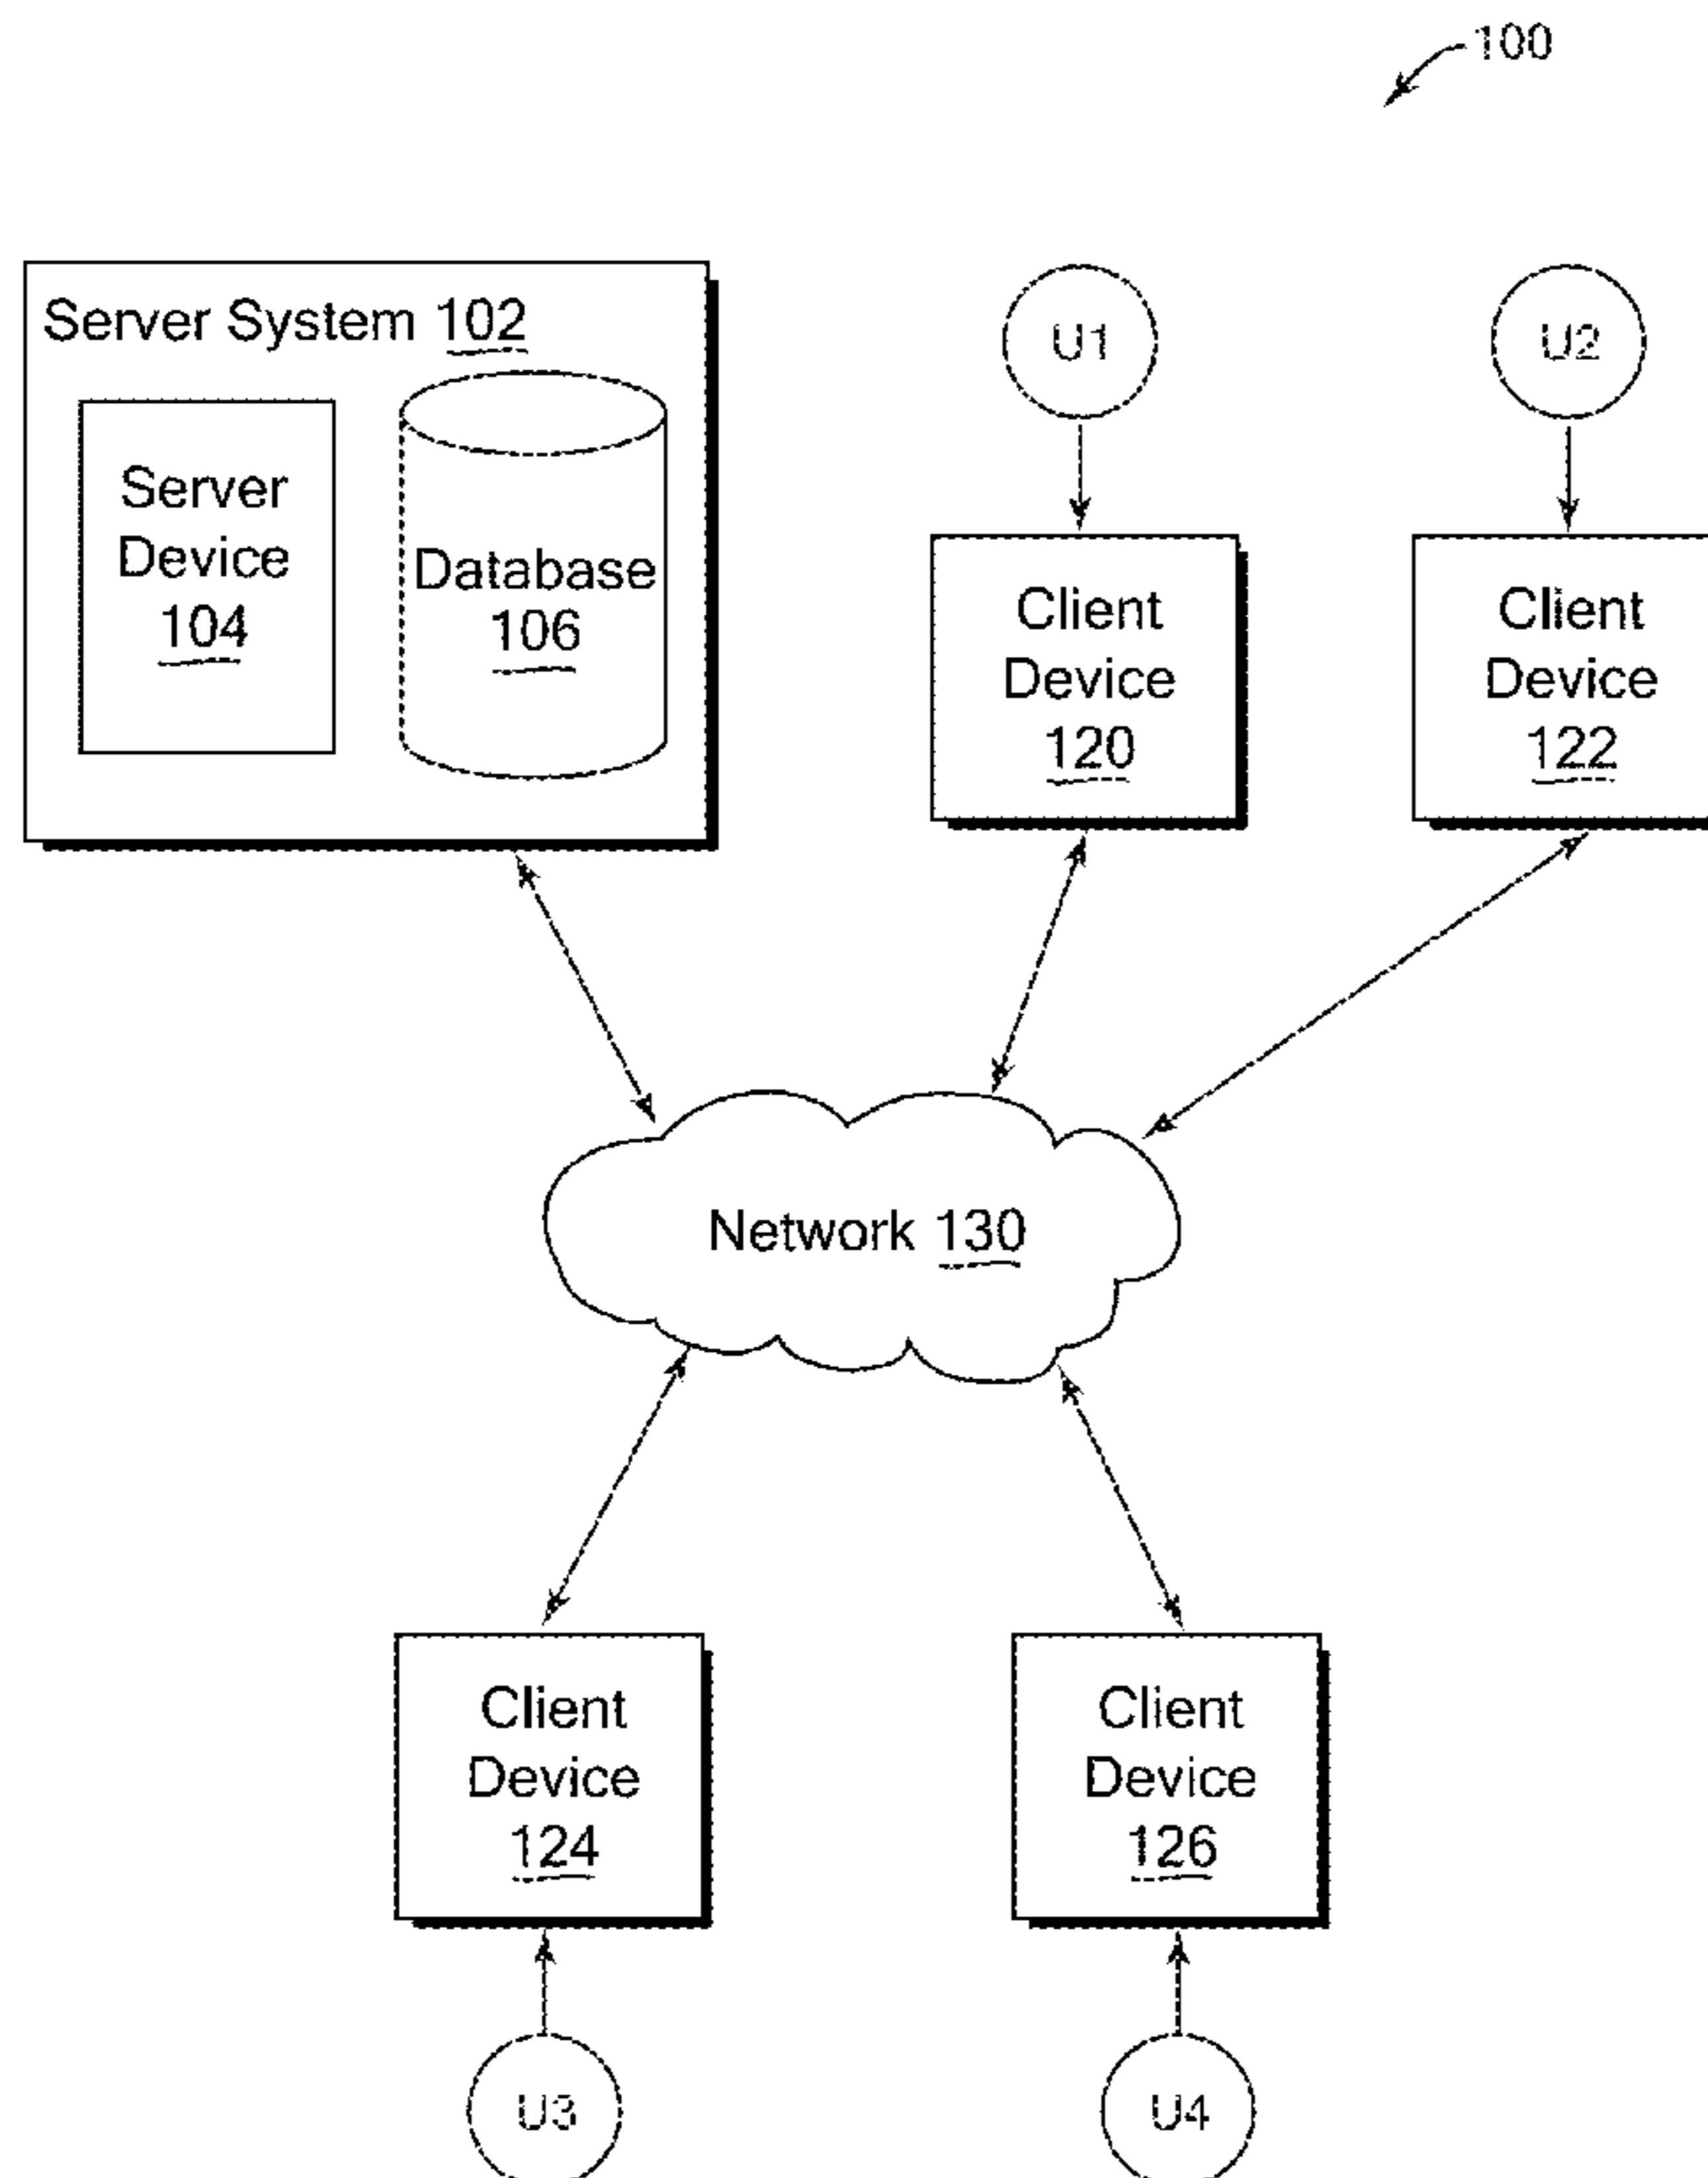 100
Server System 102
U1
U2
Server
Device
104
Database
106
Client
Device
120
Client
Device
122
Network 130
Client
Device
124
Client
Device
126
U3
U4